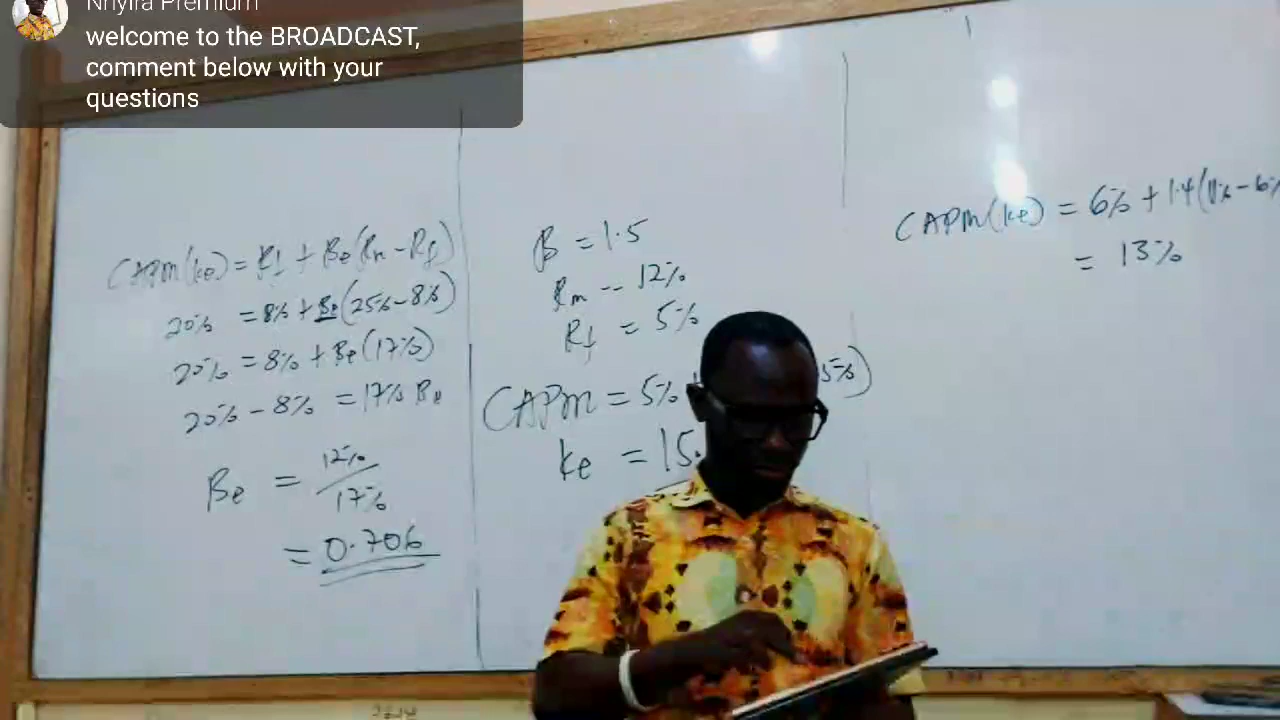 Nhyira Premium
welcome to the BROADCAST,
comment below with your
questions
CAPM(ke) = Rf + Be(Rm - Rf)
20% = 8% + Be(25% - 8%)
20% = 8% + Be(17%)
20% - 8% = 17% Be
Be = 12%
17%
= 0.706
β = 1.5
Rm - 12%
Rf = 5%
CAPM = 5% 5%)
ke = 15.
CAPM(ke) = 6% + 1.4(11% - 6%
= 13%